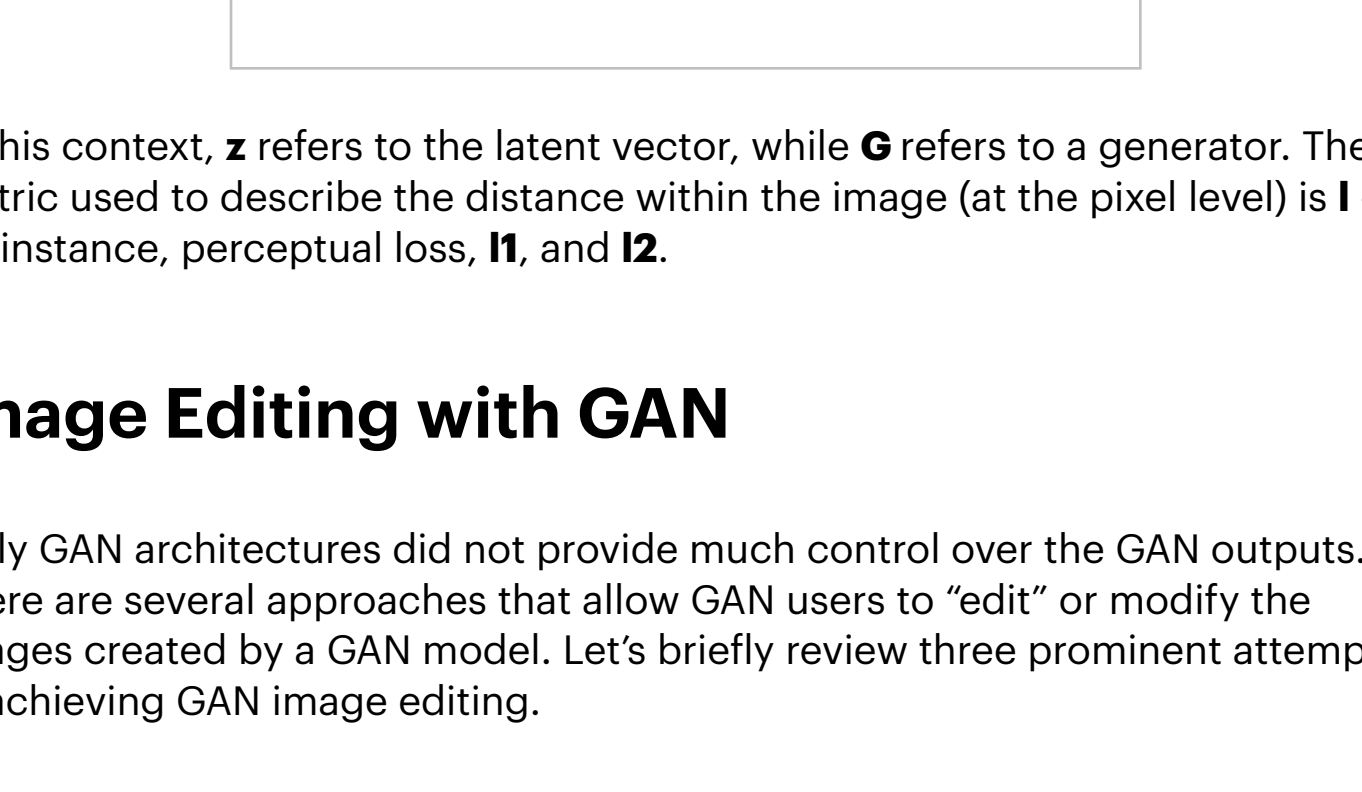 his context, z refers to the latent vector, while G refers to a generator. The
tric used to describe the distance within the image (at the pixel level) is l
instance, perceptual loss, l1, and l2.
mage Editing with GAN
ly GAN architectures did not provide much control over the GAN outputs.
ere are several approaches that allow GAN users to “edit” or modify the
ages created by a GAN model. Let’s briefly review three prominent attemp
achieving GAN image editing.